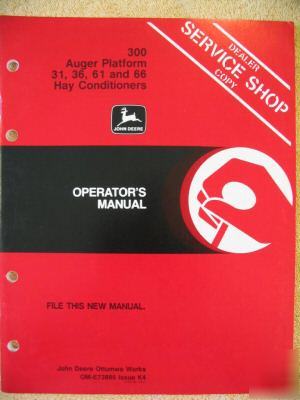 300
Auger Platform
31, 36, 61 and 66
Hay Conditioners
DEALER
SERVICE SHOP
COPY
JOHN DEERE
OPERATOR'S
MANUAL
FILE THIS NEW MANUAL.
John Deere Ottumwa Works
OM-E73885 Issue K4